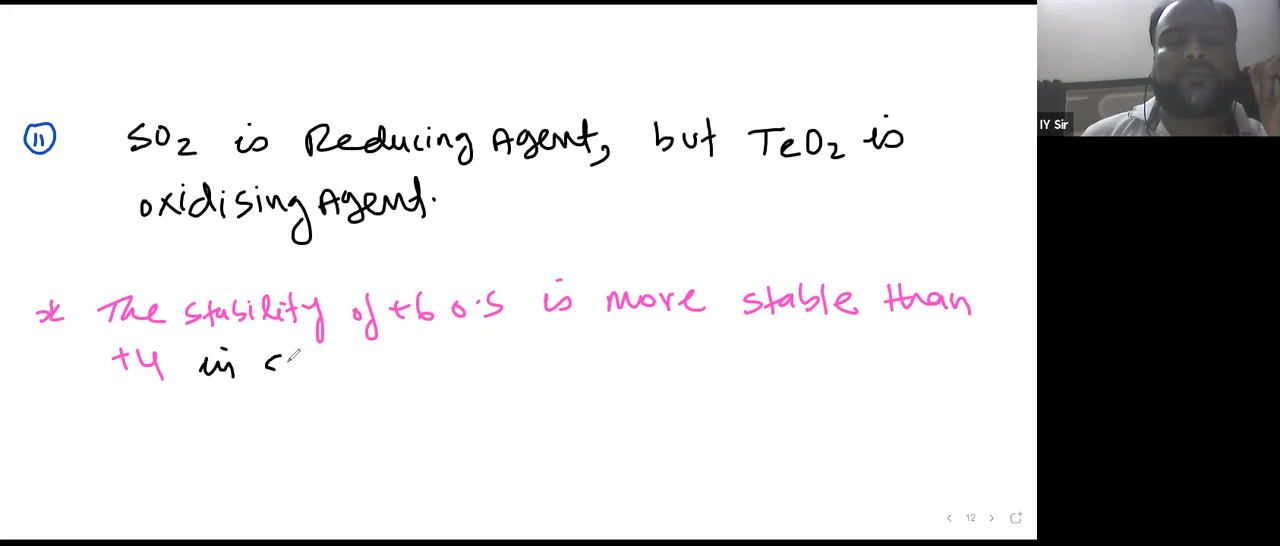 11 SO2 is Reducing Agent, but TeO2 is
oxidising Agent.
* The stability of +6 o.s is more stable than
+4 in
IY Sir
12